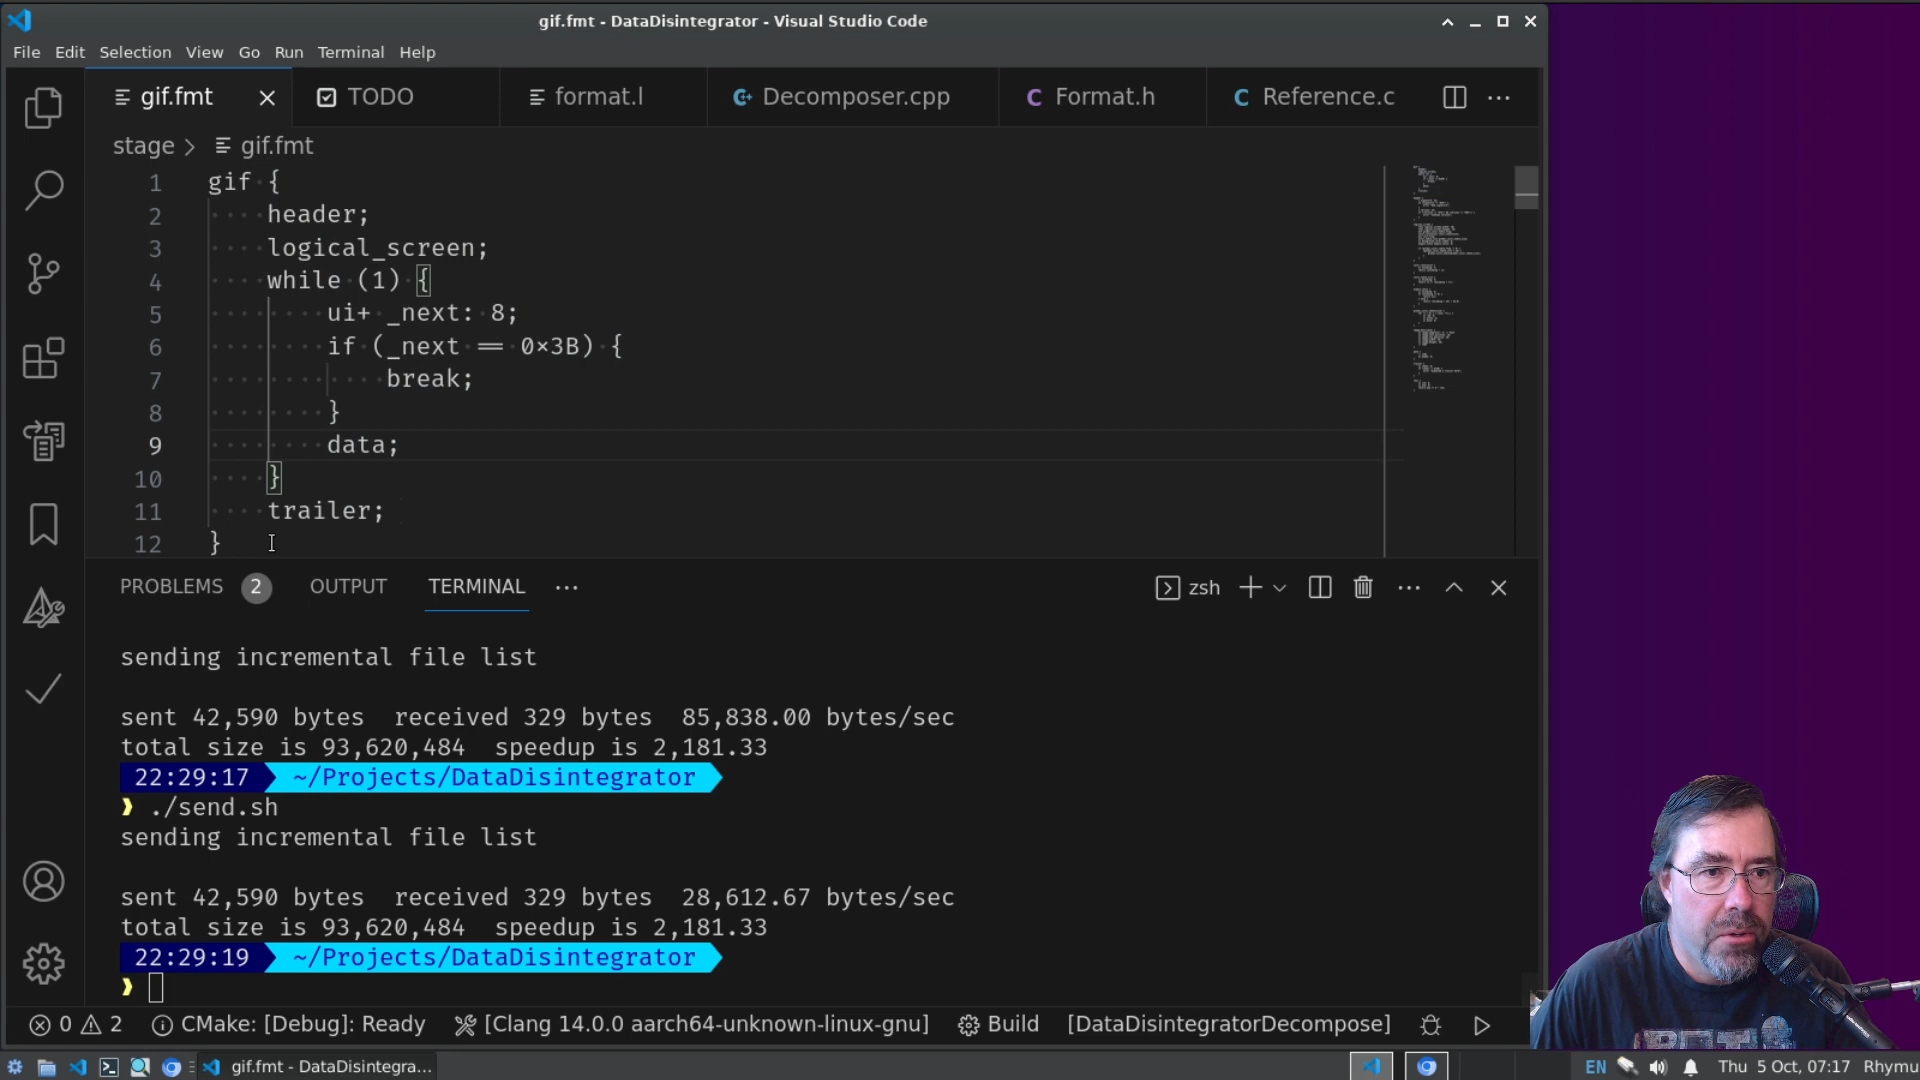 gif.fmt - DataDisintegrator - Visual Studio Code
File Edit Selection View Go Run Terminal Help
gif.fmt TODO format.l Decomposer.cpp Format.h Reference.c
stage > gif.fmt
1 gif {
2 header;
3 logical_screen;
4 while (1) {
5 ui+ _next: 8;
6 if (_next == 0×3B) {
7 break;
8 }
9 data;
10 }
11 trailer;
12 }
PROBLEMS 2 OUTPUT TERMINAL zsh
sending incremental file list
sent 42,590 bytes received 329 bytes 85,838.00 bytes/sec
total size is 93,620,484 speedup is 2,181.33
22:29:17 ~/Projects/DataDisintegrator
❱ ./send.sh
sending incremental file list
sent 42,590 bytes received 329 bytes 28,612.67 bytes/sec
total size is 93,620,484 speedup is 2,181.33
22:29:19 ~/Projects/DataDisintegrator
❱
0 2 CMake: [Debug]: Ready [Clang 14.0.0 aarch64-unknown-linux-gnu] Build [DataDisintegratorDecompose]
gif.fmt - DataDisintegra... EN Thu 5 Oct, 07:17 Rhymu